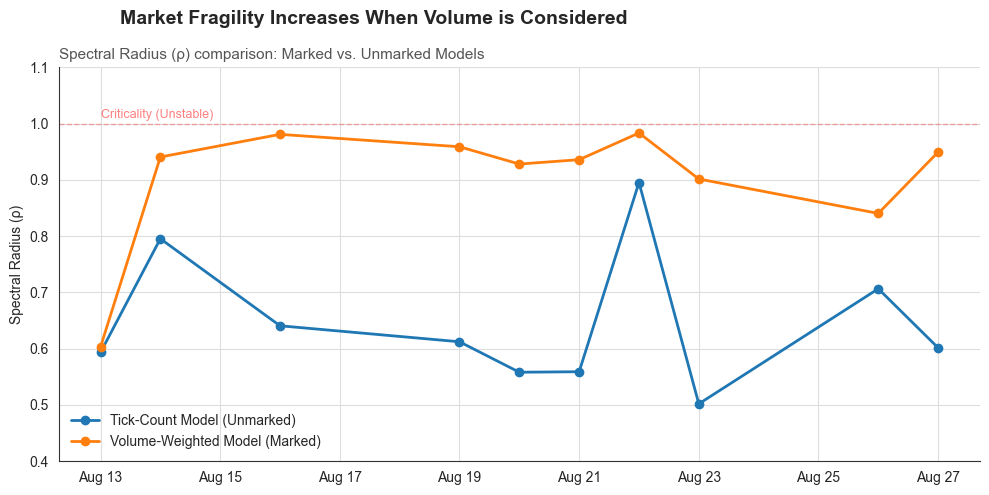 Market Fragility Increases When Volume is Considered
Spectral Radius (ρ) comparison: Marked vs. Unmarked Models
1.1
1.0
0.9
0.8
0.7
0.6
0.5
0.4
Spectral Radius (ρ)
Criticality (Unstable)
Tick-Count Model (Unmarked)
Volume-Weighted Model (Marked)
Aug 13 Aug 15 Aug 17 Aug 19 Aug 21 Aug 23 Aug 25 Aug 27